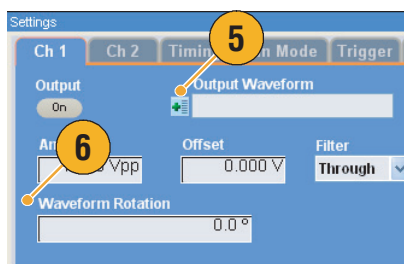 Settings
Ch 1 Ch 2 Mode Trigger
5
Output Output Waveform
On
6
Offset Filter
Vpp 0.000 V Through
Waveform Rotation
0.0 °